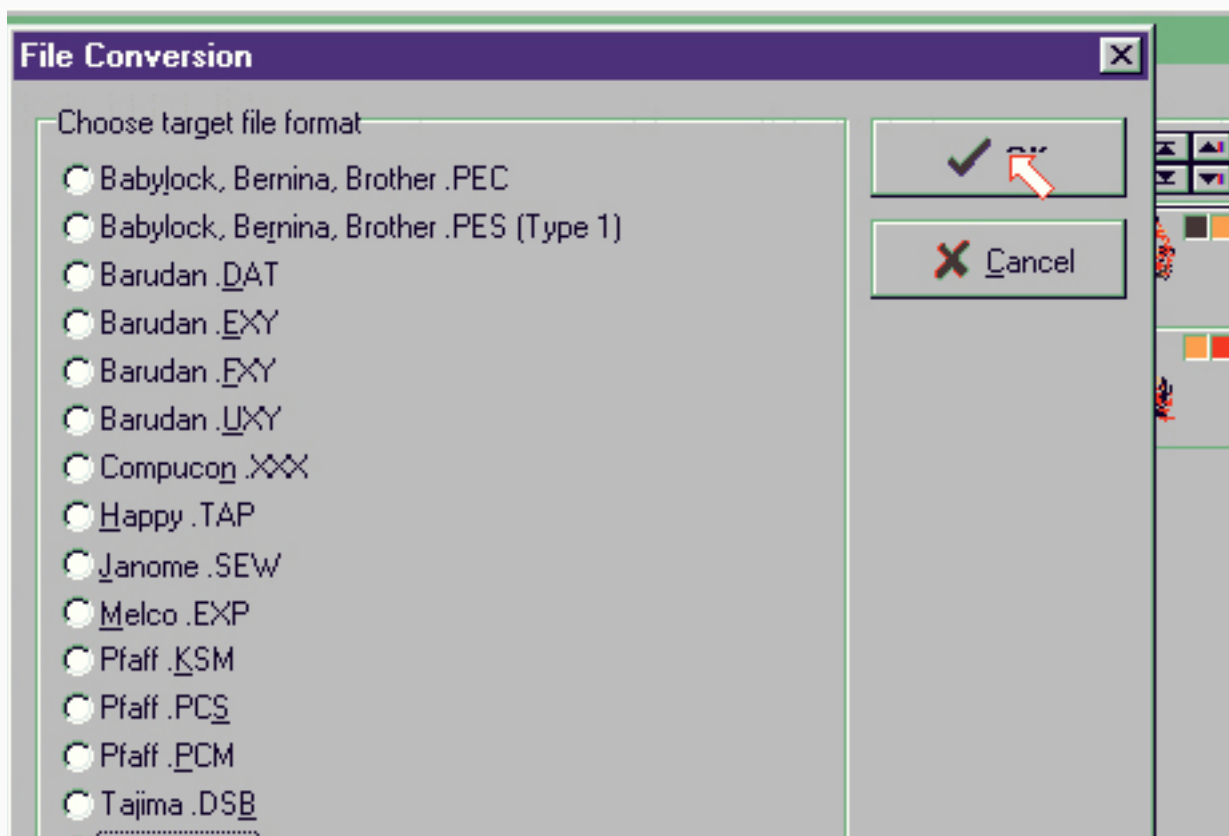 File Conversion
Choose target file format
Babylock, Bernina, Brother .PEC
Babylock, Bernina, Brother .PES (Type 1)
Barudan .DAT
Barudan .EXY
Barudan .FXY
Barudan .UXY
Compucon .XXX
Happy .TAP
Janome .SEW
Melco .EXP
Pfaff .KSM
Pfaff .PCS
Pfaff .PCM
Tajima .DSB
Cancel